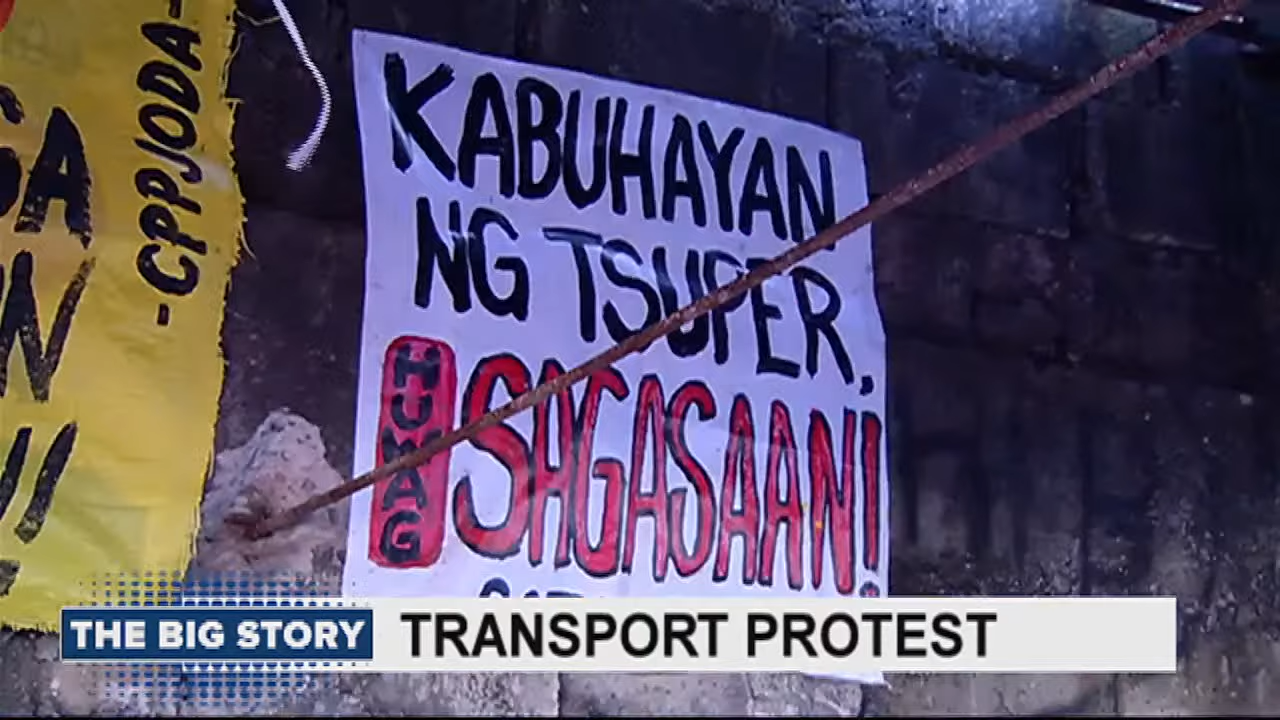 KABUHAYAN
NG TSUPER,
HUWAG SAGASAAN!
-CPPJODA-
THE BIG STORY
TRANSPORT PROTEST